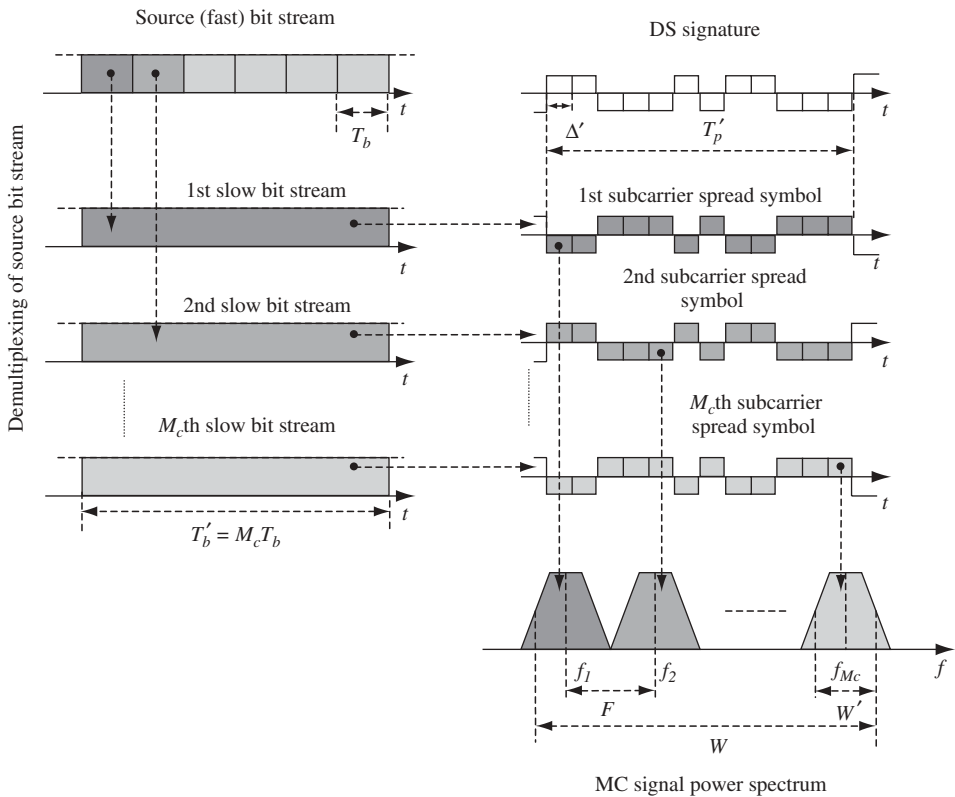 Source (fast) bit stream
DS signature
t
t
T_b
Δ′
T′_p
Demultiplexing of source bit stream
1st slow bit stream
1st subcarrier spread symbol
t
t
2nd slow bit stream
2nd subcarrier spread
symbol
t
t
M_cth slow bit stream
M_cth subcarrier
spread symbol
t
t
T′_b = M_cT_b
f_1
f_2
f_Mc
f
F
W′
W
MC signal power spectrum